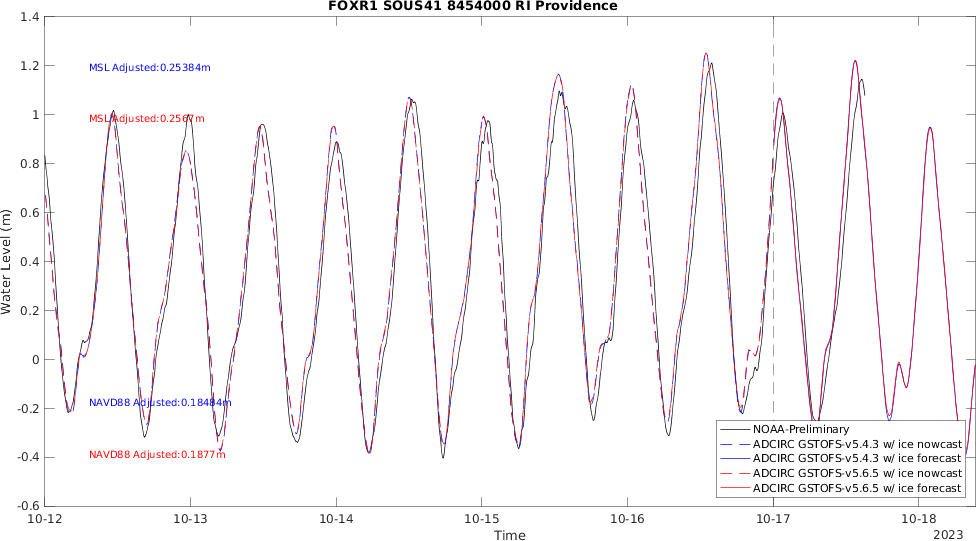 FOXR1 SOUS41 8454000 RI Providence
1.4
1.2
1
0.8
0.6
0.4
0.2
0
-0.2
-0.4
-0.6
Water Level (m)
MSL Adjusted:0.25384m
MSL Adjusted:0.2567m
NAVD88 Adjusted:0.18484m
NAVD88 Adjusted:0.1877m
NOAA-Preliminary
ADCIRC GSTOFS-v5.4.3 w/ ice nowcast
ADCIRC GSTOFS-v5.4.3 w/ ice forecast
ADCIRC GSTOFS-v5.6.5 w/ ice nowcast
ADCIRC GSTOFS-v5.6.5 w/ ice forecast
10-12 10-13 10-14 10-15 10-16 10-17 10-18
Time
2023